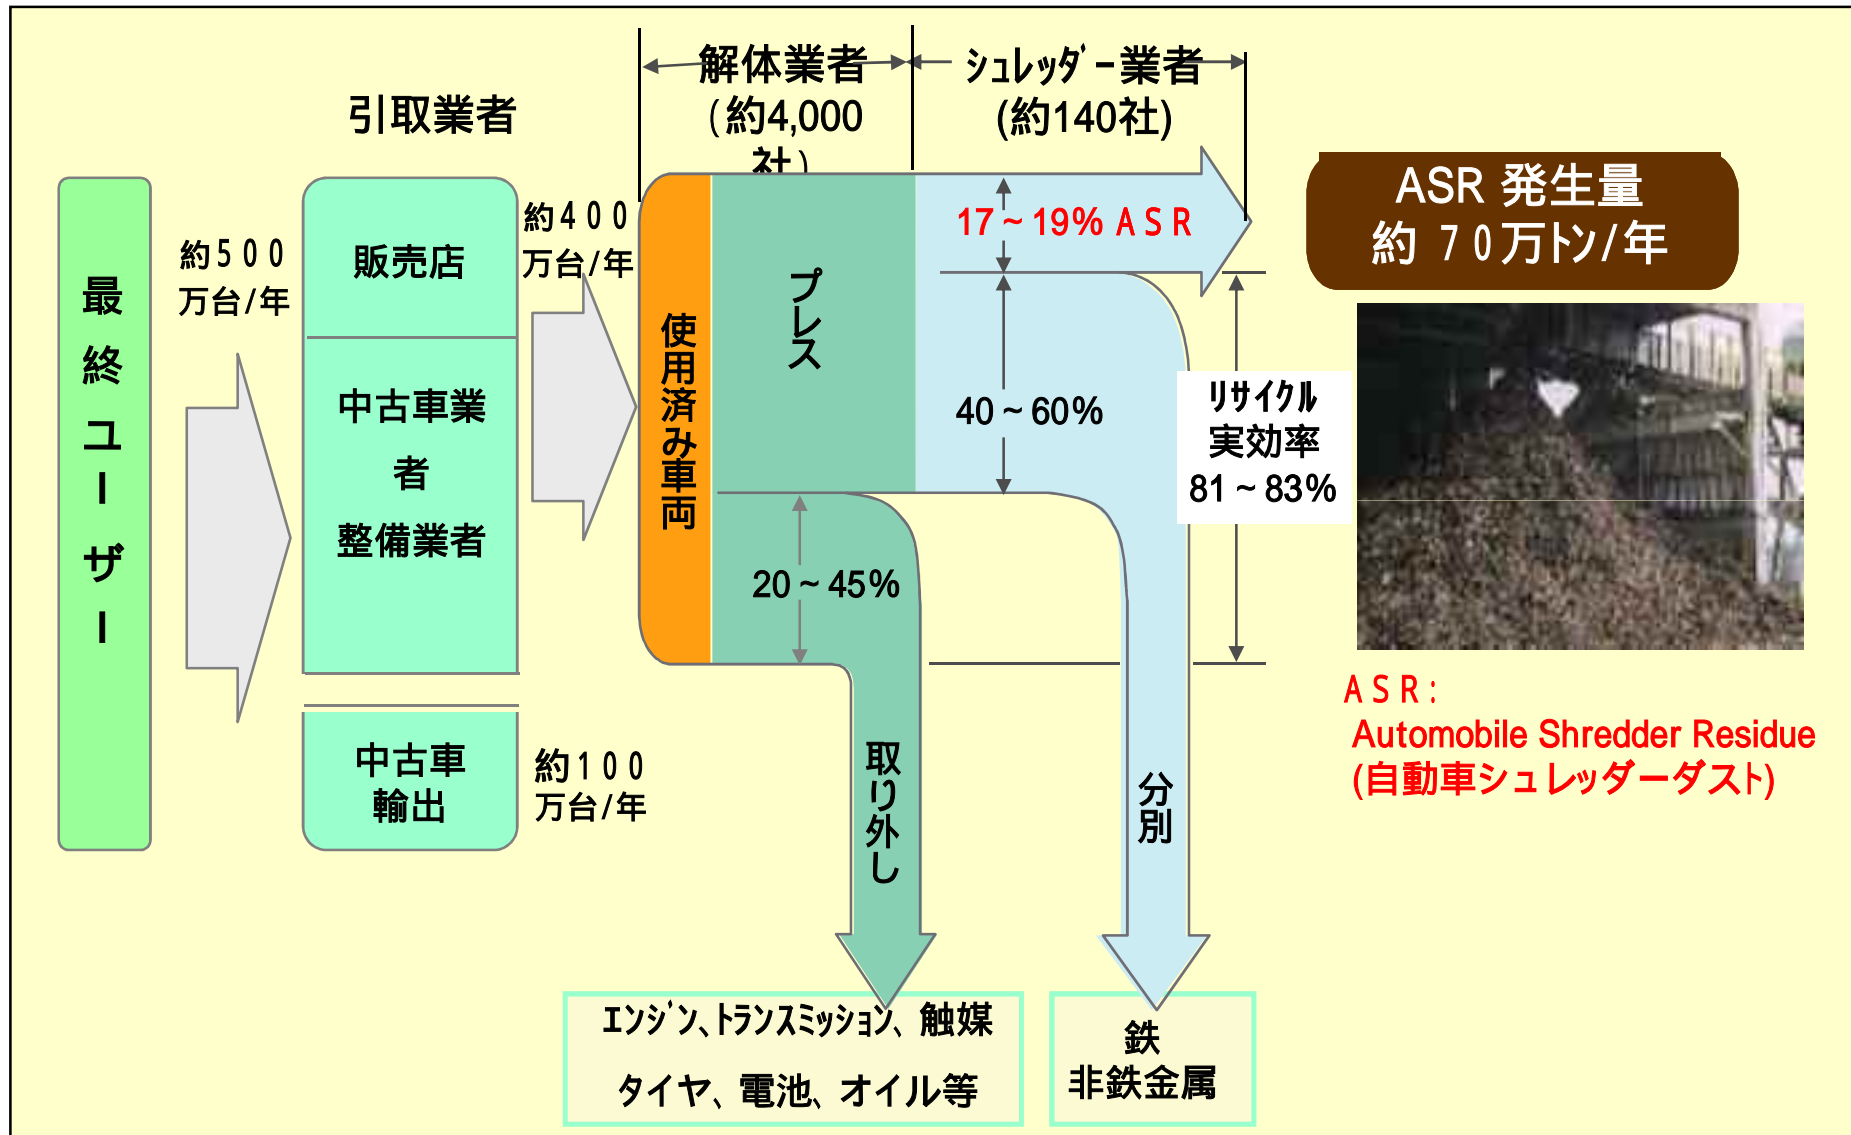 引取業者
解体業者
(約4,000
社)
ｼｭﾚｯﾀﾞｰ業者
(約140社)
最終ユーザー
約500
万台/年
販売店
中古車業
者
整備業者
中古車
輸出
約400
万台/年
約100
万台/年
使用済み車両
プレス
17～19% ASR
40～60%
20～45%
ﾘｻｲｸﾙ
実効率
81～83%
取り外し
分別
ｴﾝｼﾞﾝ､ﾄﾗﾝｽﾐｯｼｮﾝ､触媒
タイヤ、電池、オイル等
鉄
非鉄金属
ASR 発生量
約 70万ﾄﾝ/年
ASR:
Automobile Shredder Residue
(自動車シュレッダーダスト)